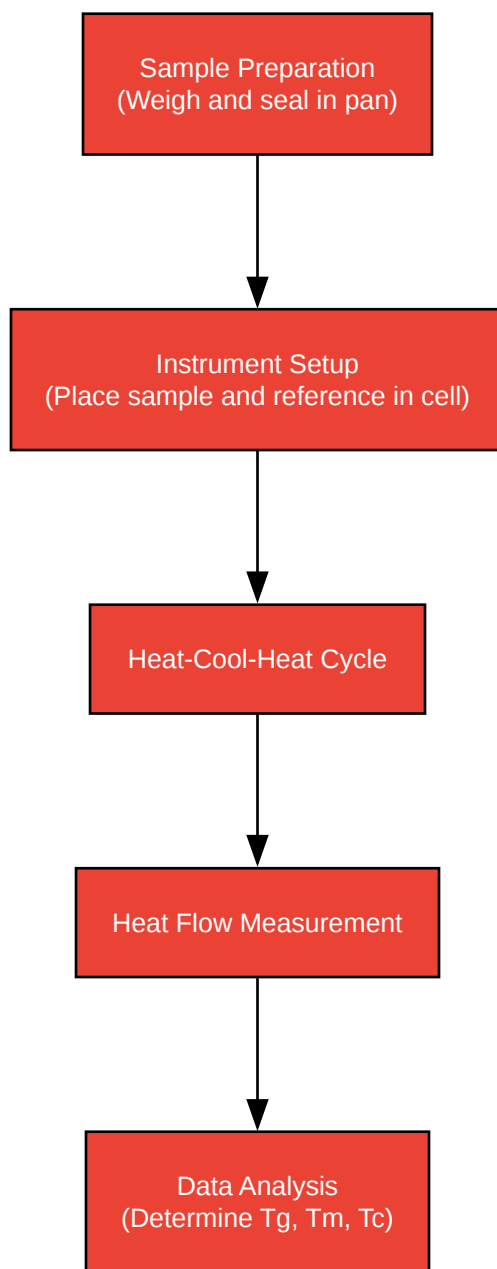 Sample Preparation
(Weigh and seal in pan)
Instrument Setup
(Place sample and reference in cell)
Heat-Cool-Heat Cycle
Heat Flow Measurement
Data Analysis
(Determine Tg, Tm, Tc)